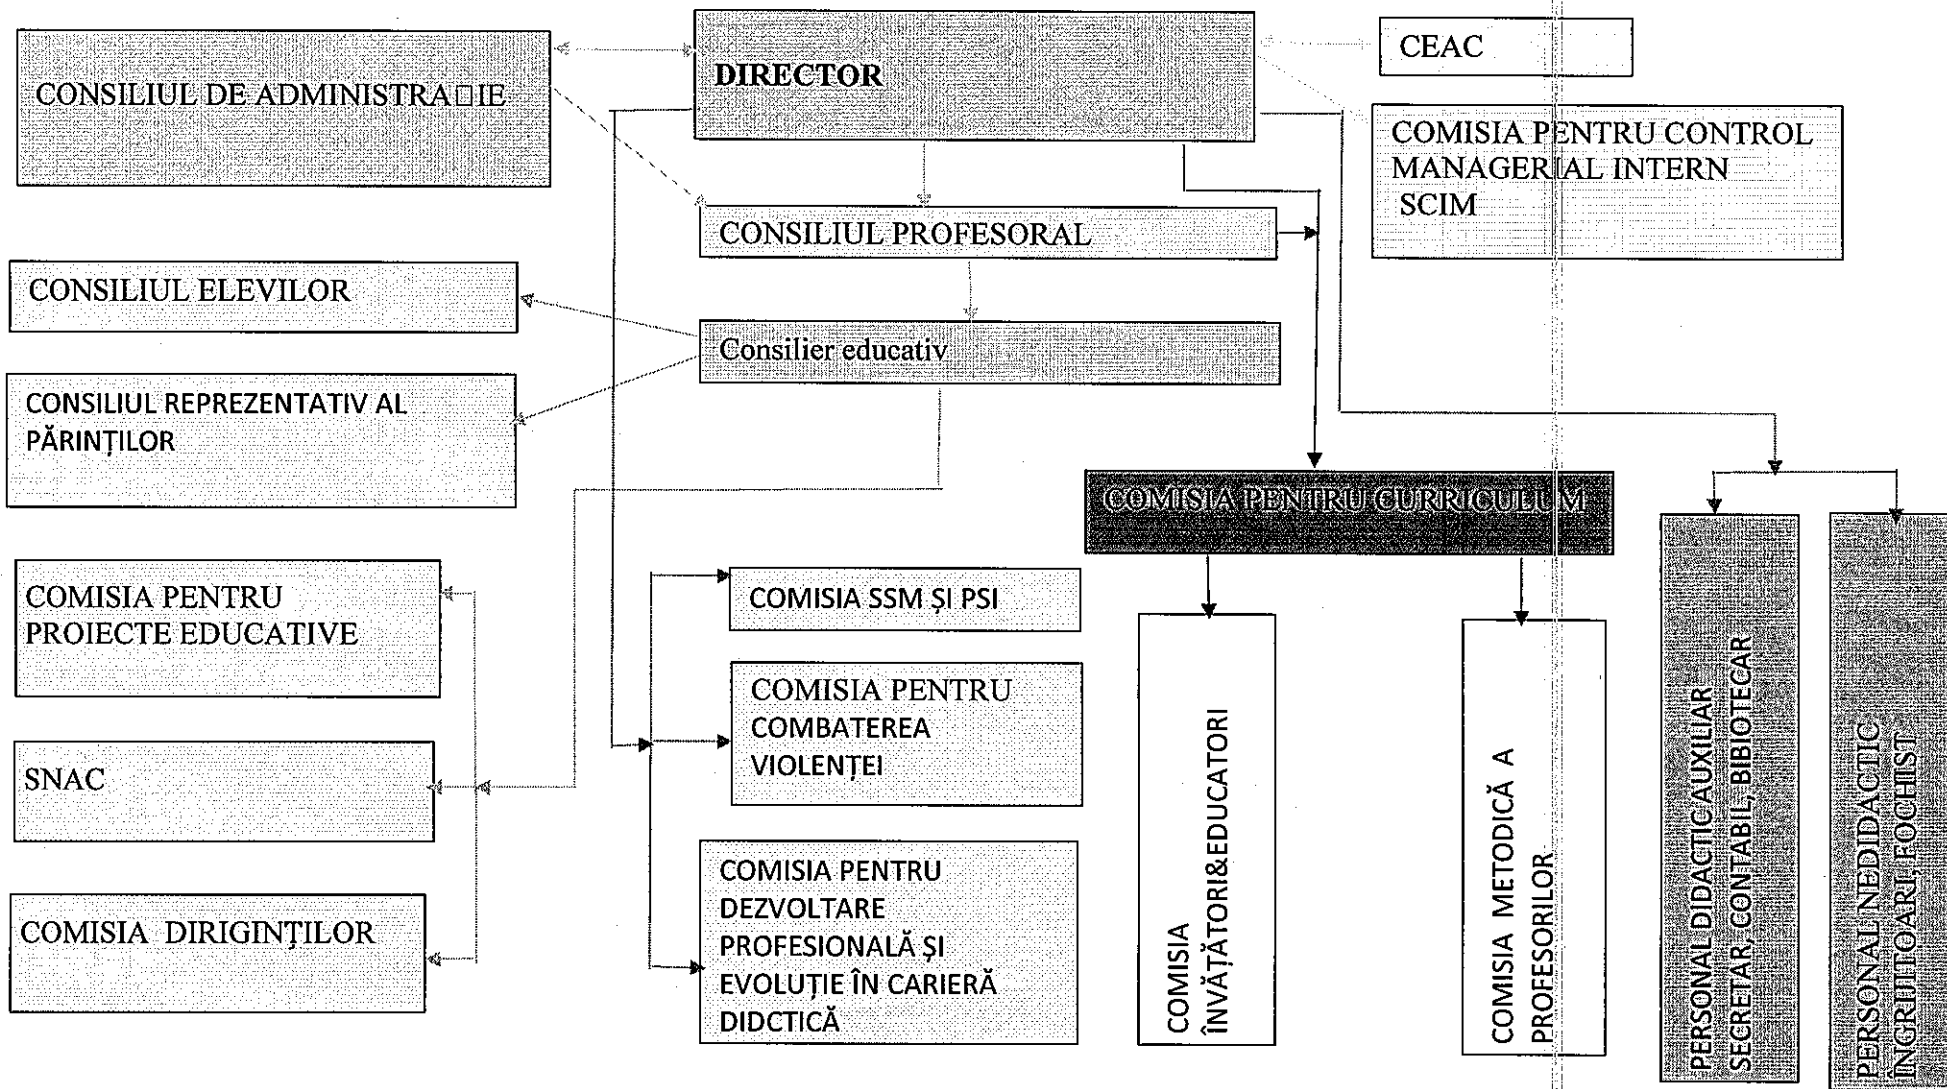 CONSILIUL DE ADMINISTRA□IE
DIRECTOR
CEAC
COMISIA PENTRU CONTROL
MANAGERIAL INTERN
SCIM
CONSILIUL PROFESORAL
CONSILIUL ELEVILOR
Consilier educativ
CONSILIUL REPREZENTATIV AL
PĂRINȚILOR
COMISIA PENTRU CURRICULUM
COMISIA PENTRU
PROIECTE EDUCATIVE
SNAC
COMISIA DIRIGINȚILOR
COMISIA SSM ȘI PSI
COMISIA PENTRU
COMBATEREA
VIOLENȚEI
COMISIA PENTRU
DEZVOLTARE
PROFESIONALĂ ȘI
EVOLUȚIE ÎN CARIERĂ
DIDCTICĂ
COMISIA
ÎNVĂȚĂTORI&EDUCATORI
COMISIA METODICĂ A
PROFESORILOR
PERSONAL DIDACTIC AUXILIAR
SECRETAR, CONTABIL, BIBIOTECAR
PERSONAL NEDIDACTIC
ÎNGRIJITOARI, FOCHIST